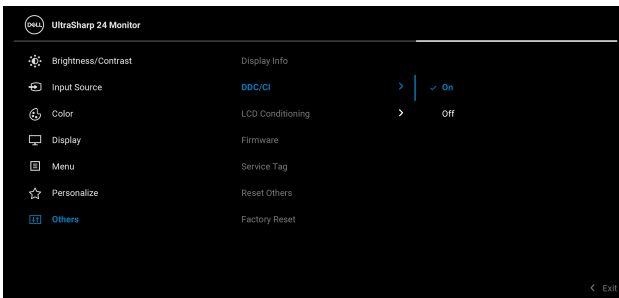 DELL UltraSharp 24 Monitor
Brightness/Contrast Display Info
Input Source DDC/CI On
Color LCD Conditioning Off
Display Firmware
Menu Service Tag
Personalize Reset Others
Others Factory Reset
Exit